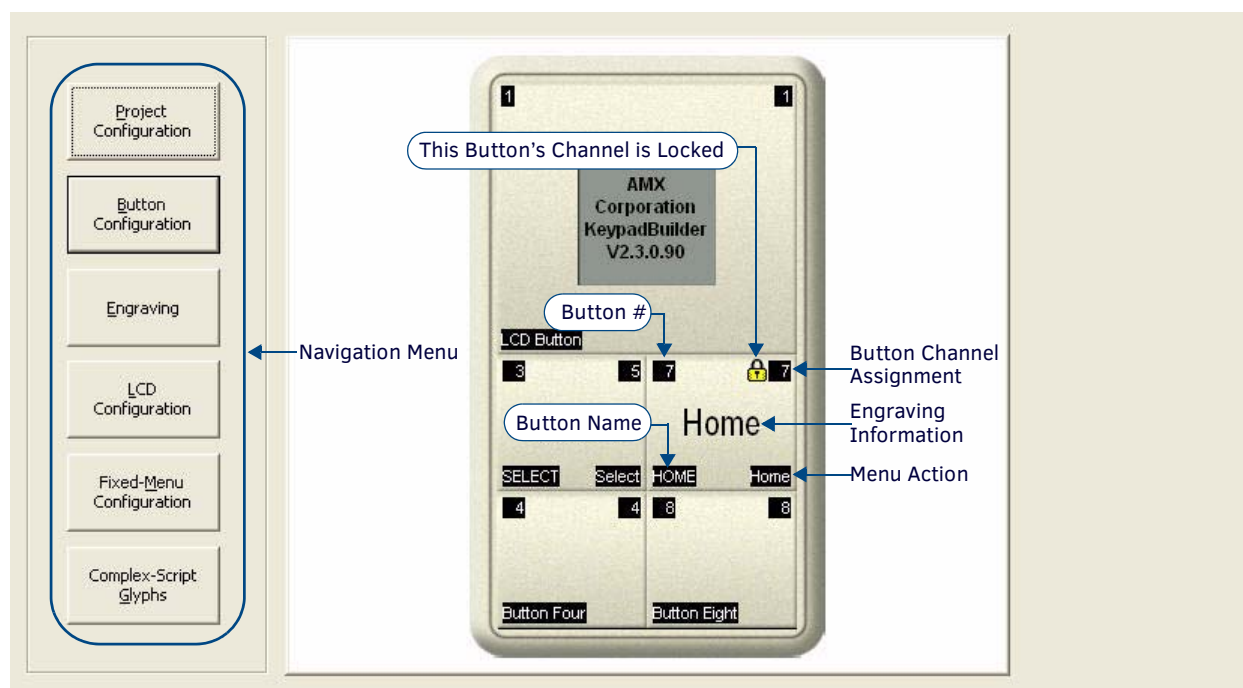 Project
Configuration
Button
Configuration
Engraving
LCD
Configuration
Fixed-Menu
Configuration
Complex-Script
Glyphs
Navigation Menu
1 1
This Button's Channel is Locked
AMX
Corporation
KeypadBuilder
V2.3.0.90
Button #
LCD Button
3 5 7 7
Button Channel
Assignment
Button Name
Home
Engraving
Information
SELECT Select HOME Home
Menu Action
4 4 8 8
Button Four Button Eight